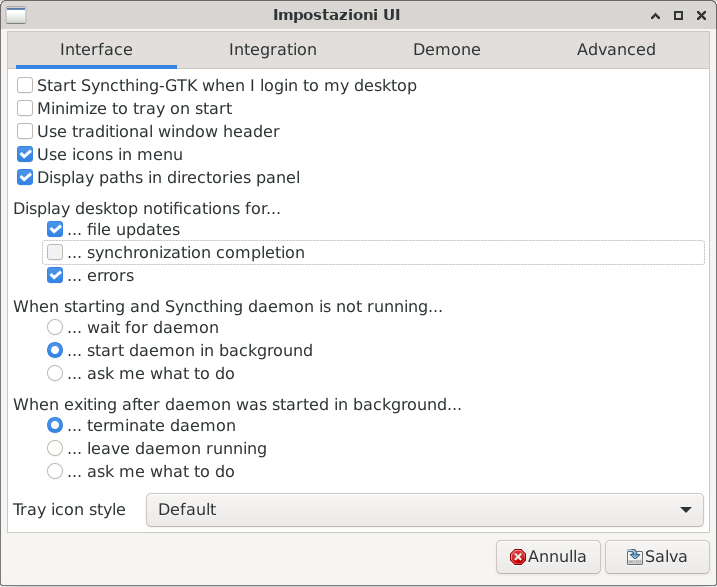 Impostazioni UI
Interface Integration Demone Advanced
Start Syncthing-GTK when I login to my desktop
Minimize to tray on start
Use traditional window header
Use icons in menu
Display paths in directories panel
Display desktop notifications for...
... file updates
... synchronization completion
... errors
When starting and Syncthing daemon is not running...
... wait for daemon
... start daemon in background
... ask me what to do
When exiting after daemon was started in background...
... terminate daemon
... leave daemon running
... ask me what to do
Tray icon style Default
Annulla Salva